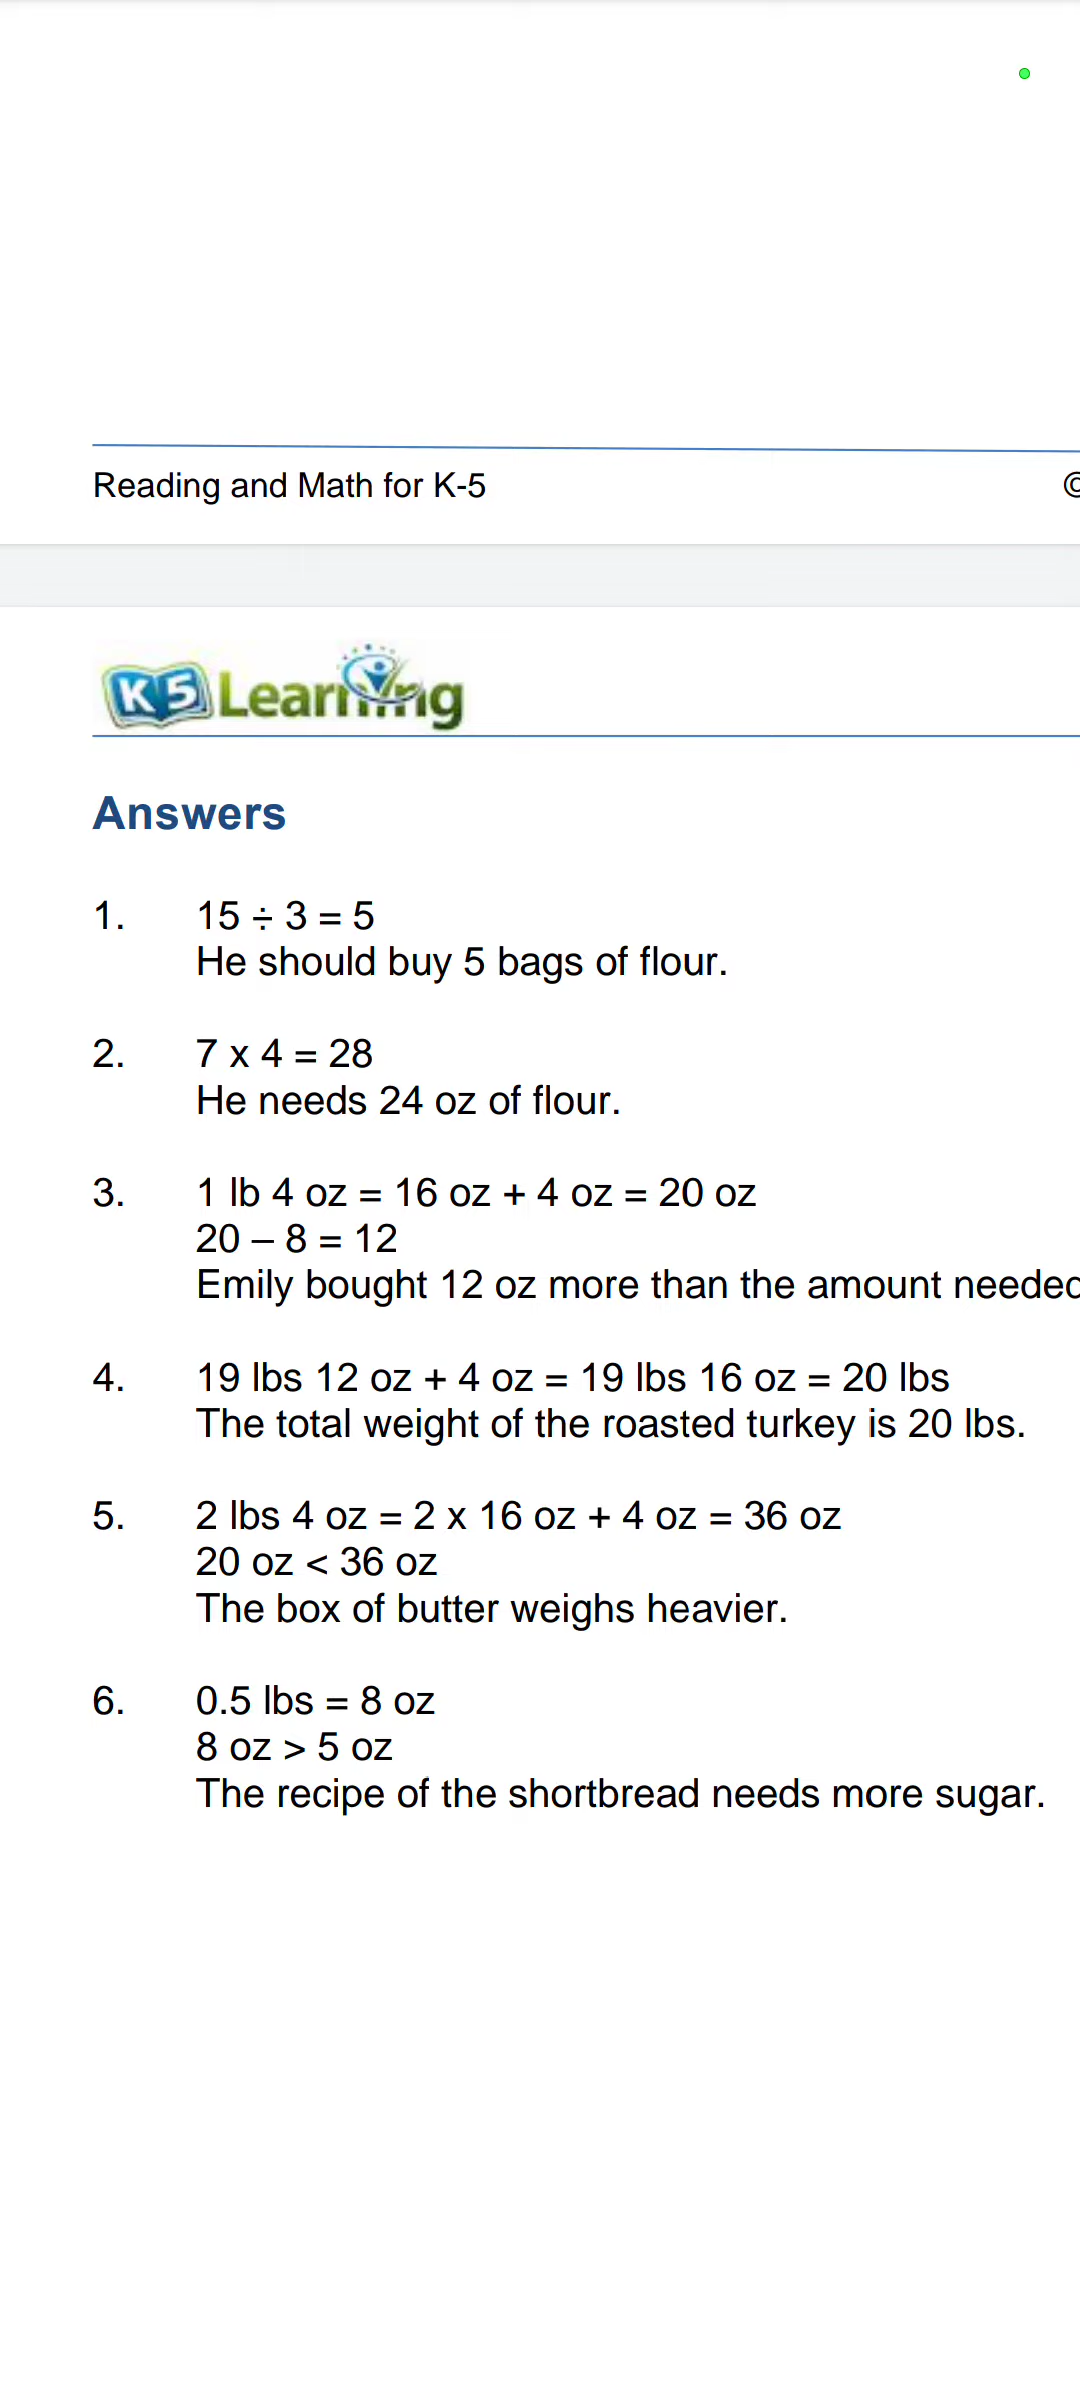 Reading and Math for K-5
©
K5 Learning
Answers
1. 15 ÷ 3 = 5
He should buy 5 bags of flour.
2. 7 x 4 = 28
He needs 24 oz of flour.
3. 1 lb 4 oz = 16 oz + 4 oz = 20 oz
20 – 8 = 12
Emily bought 12 oz more than the amount needed
4. 19 lbs 12 oz + 4 oz = 19 lbs 16 oz = 20 lbs
The total weight of the roasted turkey is 20 lbs.
5. 2 lbs 4 oz = 2 x 16 oz + 4 oz = 36 oz
20 oz < 36 oz
The box of butter weighs heavier.
6. 0.5 lbs = 8 oz
8 oz > 5 oz
The recipe of the shortbread needs more sugar.